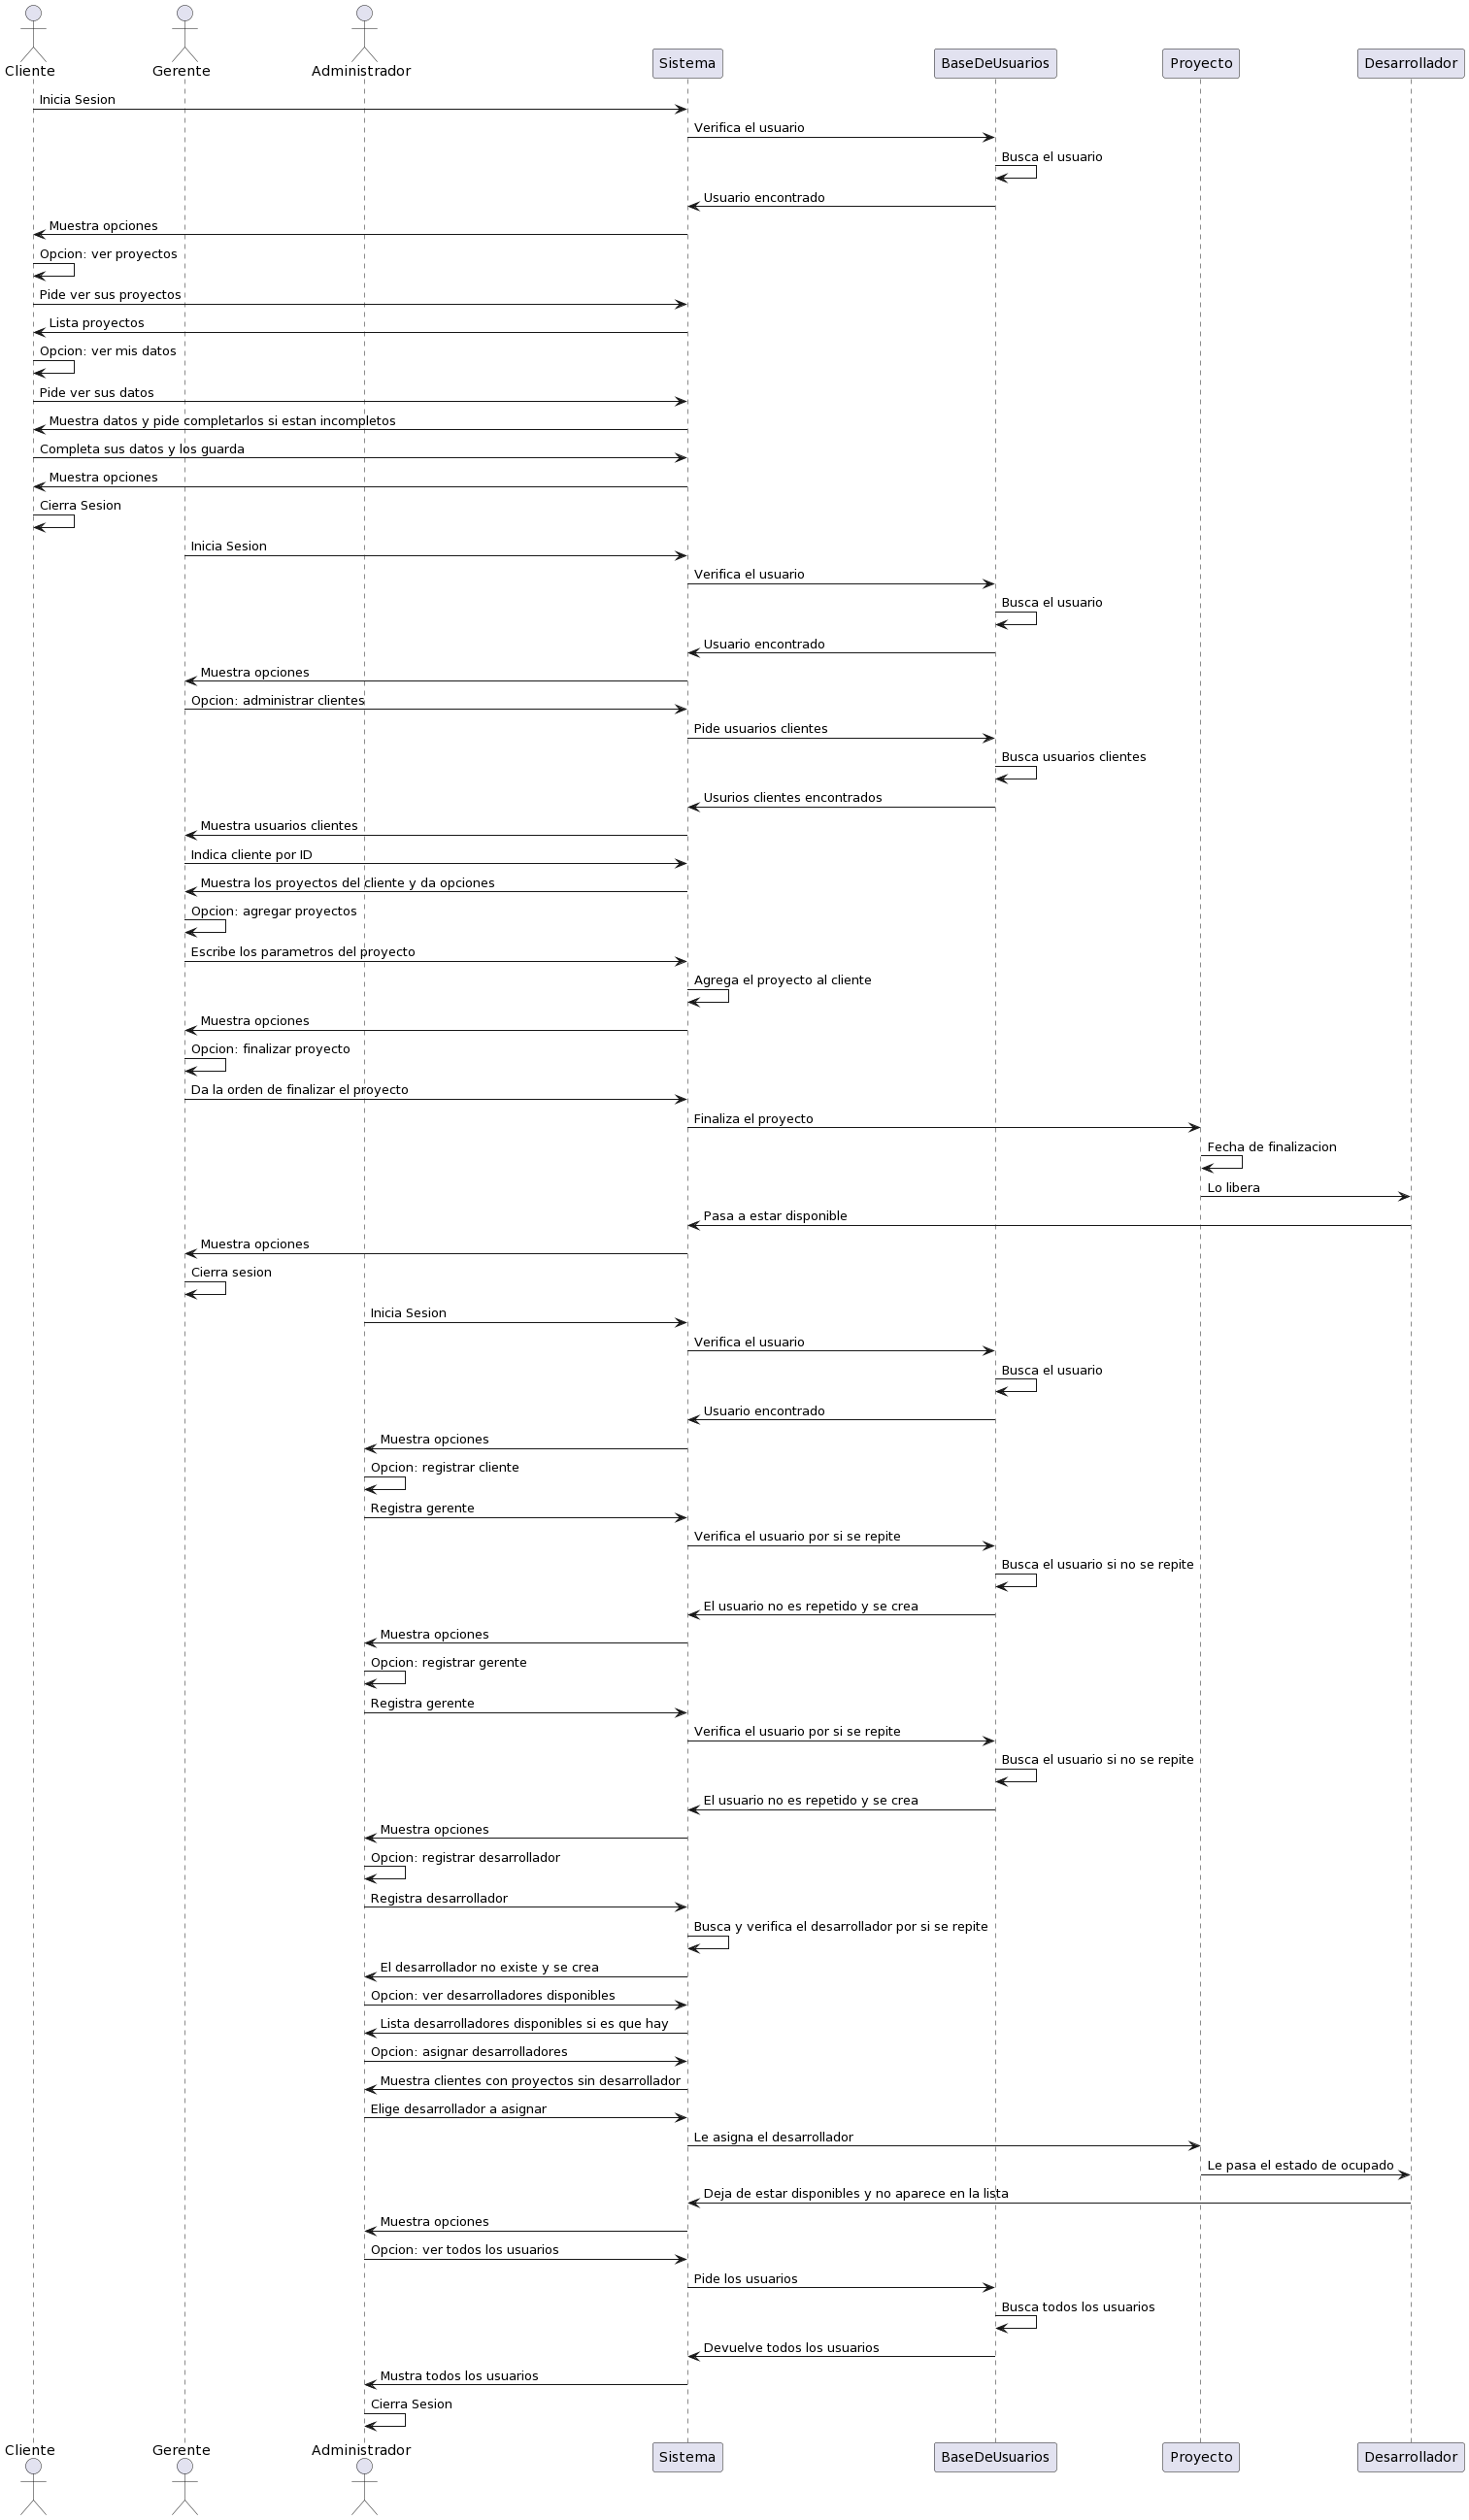 Cliente Gerente Administrador Sistema BaseDeUsuarios Proyecto Desarrollador
Inicia Sesion
Verifica el usuario
Busca el usuario
Usuario encontrado
Muestra opciones
Opcion: ver proyectos
Pide ver sus proyectos
Lista proyectos
Opcion: ver mis datos
Pide ver sus datos
Muestra datos y pide completarlos si estan incompletos
Completa sus datos y los guarda
Muestra opciones
Cierra Sesion
Inicia Sesion
Verifica el usuario
Busca el usuario
Usuario encontrado
Muestra opciones
Opcion: administrar clientes
Pide usuarios clientes
Busca usuarios clientes
Usurios clientes encontrados
Muestra usuarios clientes
Indica cliente por ID
Muestra los proyectos del cliente y da opciones
Opcion: agregar proyectos
Escribe los parametros del proyecto
Agrega el proyecto al cliente
Muestra opciones
Opcion: finalizar proyecto
Da la orden de finalizar el proyecto
Finaliza el proyecto
Fecha de finalizacion
Lo libera
Pasa a estar disponible
Muestra opciones
Cierra sesion
Inicia Sesion
Verifica el usuario
Busca el usuario
Usuario encontrado
Muestra opciones
Opcion: registrar cliente
Registra gerente
Verifica el usuario por si se repite
Busca el usuario si no se repite
El usuario no es repetido y se crea
Muestra opciones
Opcion: registrar gerente
Registra gerente
Verifica el usuario por si se repite
Busca el usuario si no se repite
El usuario no es repetido y se crea
Muestra opciones
Opcion: registrar desarrollador
Registra desarrollador
Busca y verifica el desarrollador por si se repite
El desarrollador no existe y se crea
Opcion: ver desarrolladores disponibles
Lista desarrolladores disponibles si es que hay
Opcion: asignar desarrolladores
Muestra clientes con proyectos sin desarrollador
Elige desarrollador a asignar
Le asigna el desarrollador
Le pasa el estado de ocupado
Deja de estar disponibles y no aparece en la lista
Muestra opciones
Opcion: ver todos los usuarios
Pide los usuarios
Busca todos los usuarios
Devuelve todos los usuarios
Mustra todos los usuarios
Cierra Sesion
Cliente Gerente Administrador Sistema BaseDeUsuarios Proyecto Desarrollador